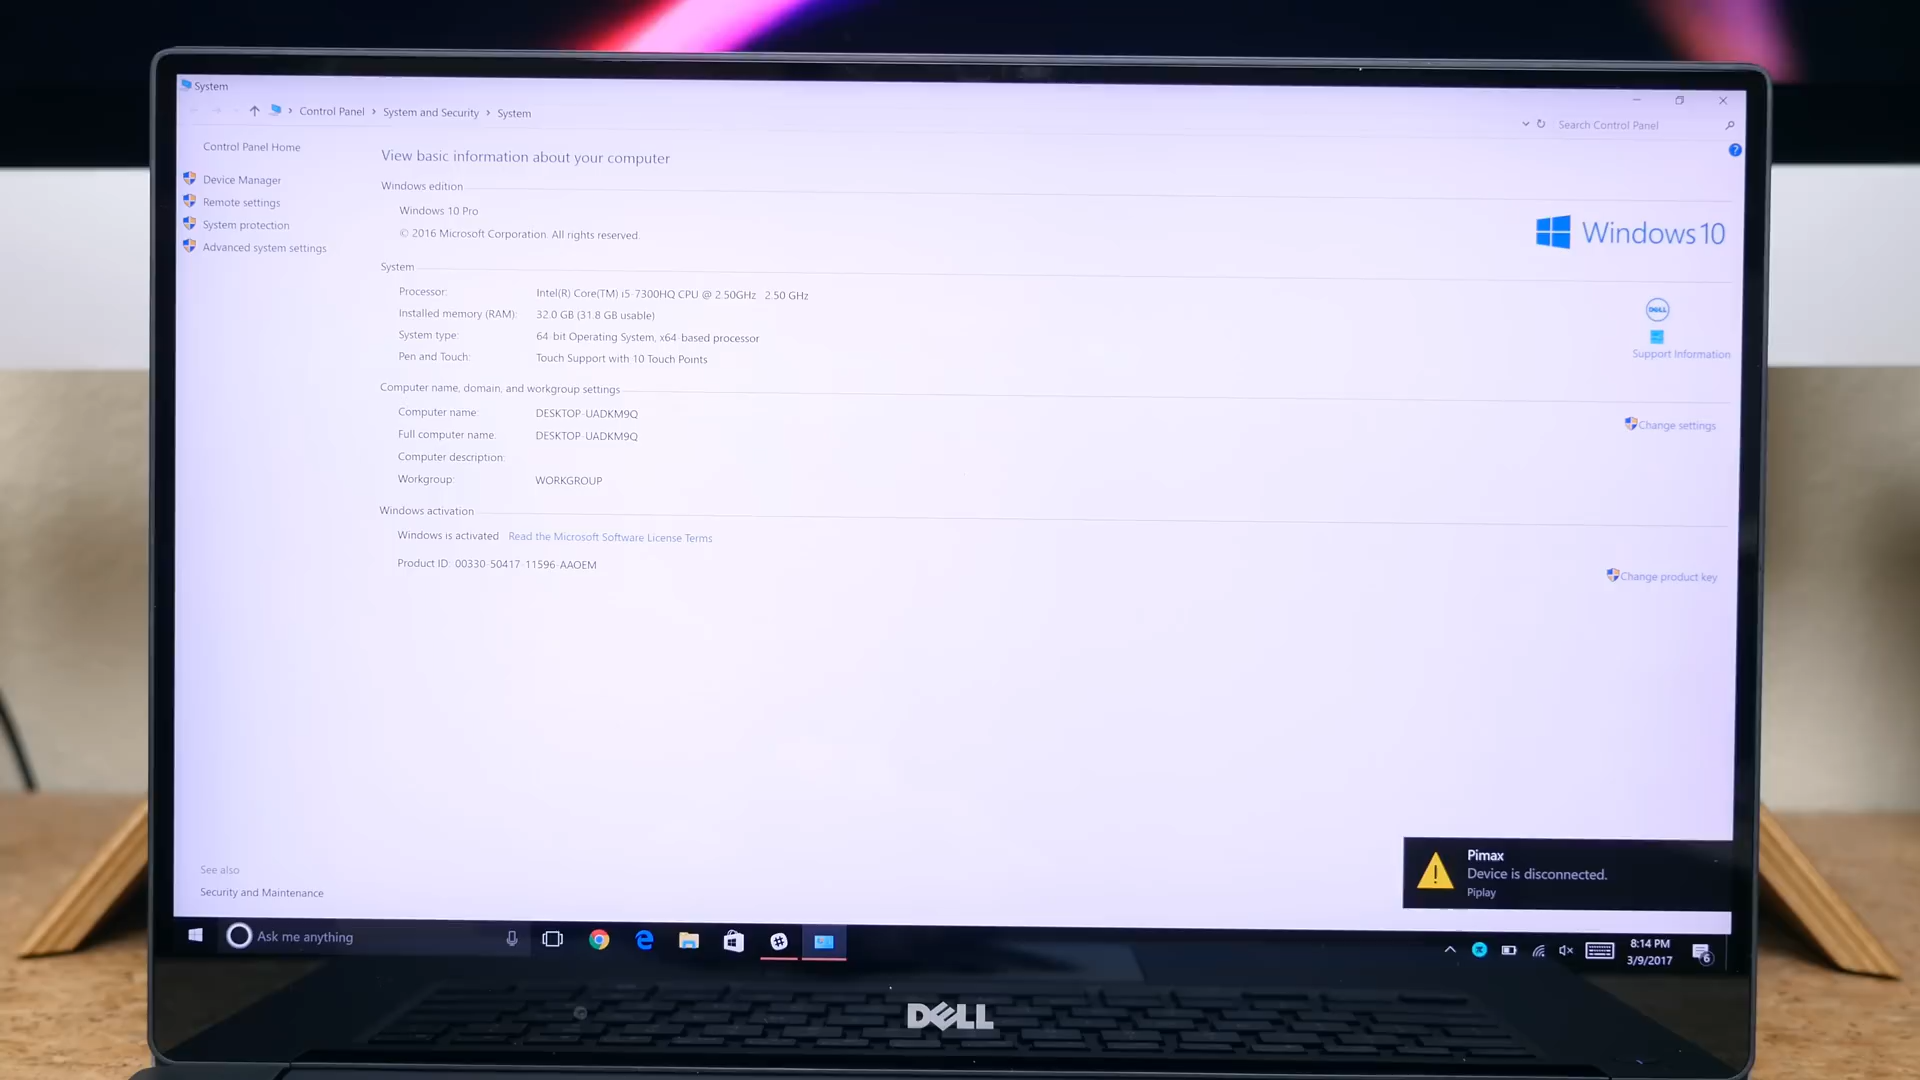 System
Control Panel > System and Security > System
Search Control Panel
Control Panel Home
Device Manager
Remote settings
System protection
Advanced system settings
View basic information about your computer
Windows edition
Windows 10 Pro
© 2016 Microsoft Corporation. All rights reserved.
Windows 10
System
Processor: Intel(R) Core(TM) i5-7300HQ CPU @ 2.50GHz 2.50 GHz
Installed memory (RAM): 32.0 GB (31.8 GB usable)
System type: 64-bit Operating System, x64-based processor
Pen and Touch: Touch Support with 10 Touch Points
DELL
Support Information
Computer name, domain, and workgroup settings
Computer name: DESKTOP-UADKM9Q
Full computer name: DESKTOP-UADKM9Q
Computer description:
Workgroup: WORKGROUP
Change settings
Windows activation
Windows is activated Read the Microsoft Software License Terms
Product ID: 00330-50417-11596-AAOEM
Change product key
See also
Security and Maintenance
Pimax
Device is disconnected.
Piplay
Ask me anything
8:14 PM
3/9/2017
6
DELL